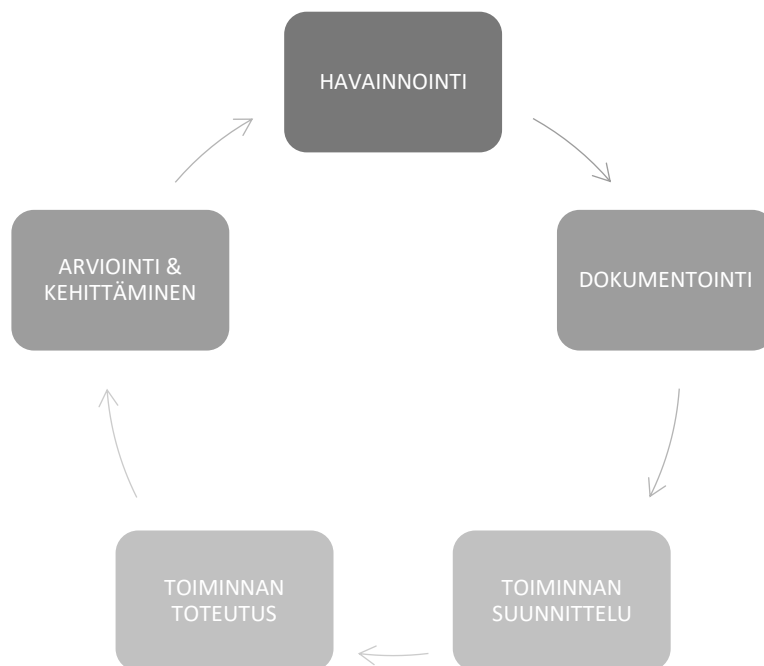 HAVAINNOINTI
DOKUMENTOINTI
TOIMINNAN
SUUNNITTELU
TOIMINNAN
TOTEUTUS
ARVIOINTI &
KEHITTÄMINEN